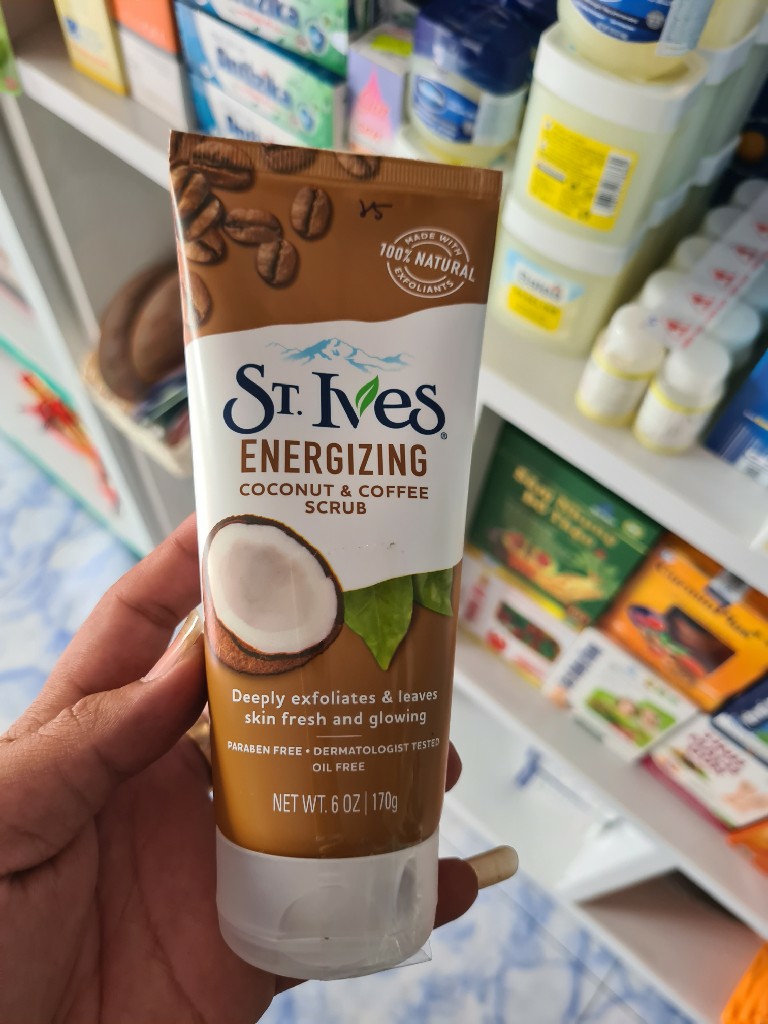 25
MADE WITH
100% NATURAL
EXFOLIANTS
ST. IVES®
ENERGIZING
COCONUT & COFFEE
SCRUB
Deeply exfoliates & leaves
skin fresh and glowing
PARABEN FREE • DERMATOLOGIST TESTED
OIL FREE
NET WT. 6 OZ | 170g